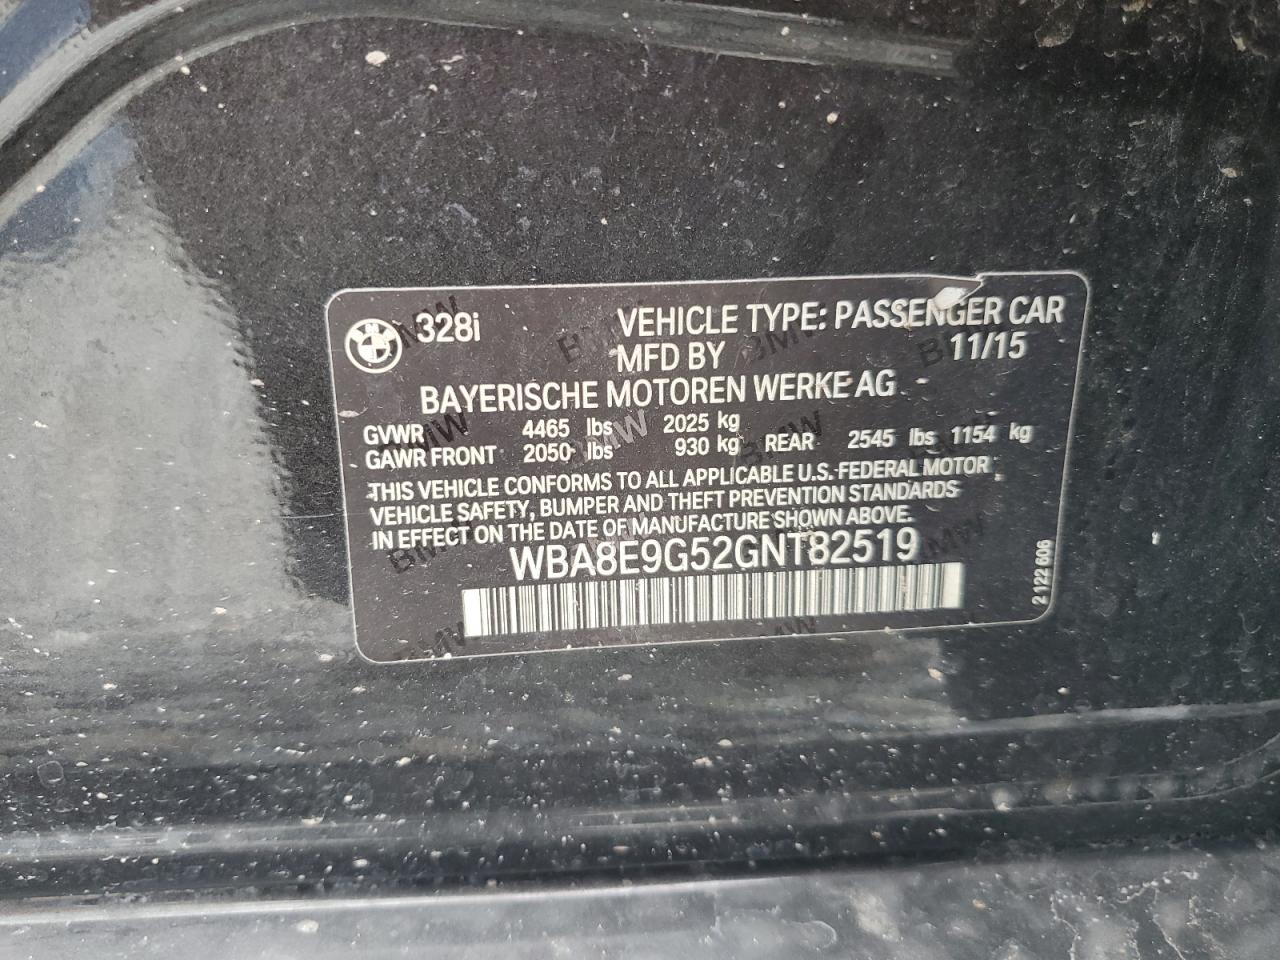 328i VEHICLE TYPE: PASSENGER CAR
MFD BY 11/15
BAYERISCHE MOTOREN WERKE AG
GVWR 4465 lbs 2025 kg
GAWR FRONT 2050 lbs 930 kg REAR 2545 lbs 1154 kg
THIS VEHICLE CONFORMS TO ALL APPLICABLE U.S. FEDERAL MOTOR
VEHICLE SAFETY, BUMPER AND THEFT PREVENTION STANDARDS
IN EFFECT ON THE DATE OF MANUFACTURE SHOWN ABOVE.
WBA8E9G52GNT82519
2 122 606